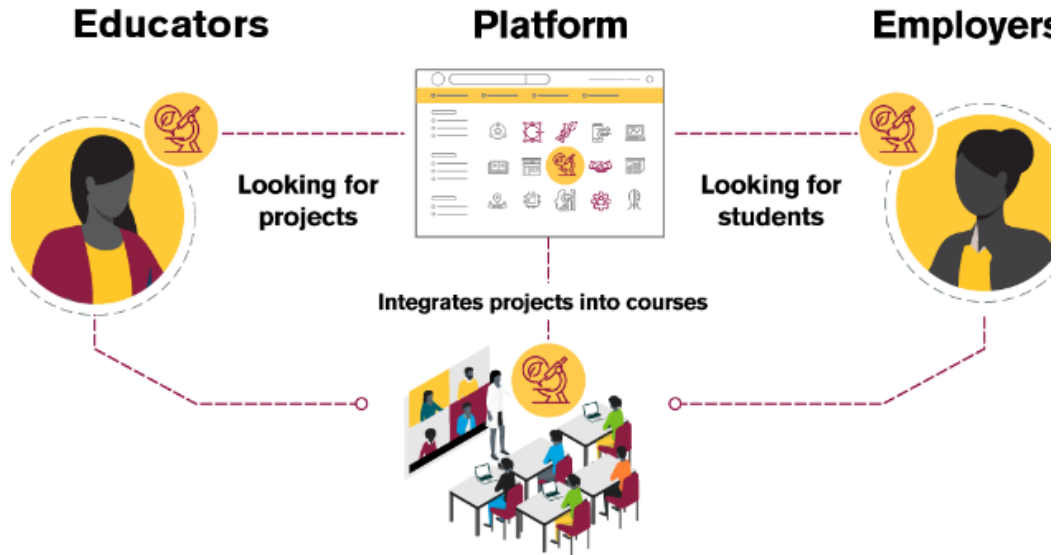 Educators
Platform
Employers
Looking for
projects
Looking for
students
Integrates projects into courses